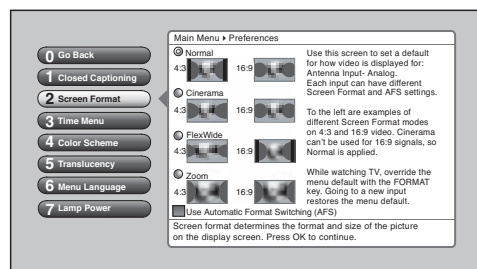 Main Menu ▸ Preferences
0 Go Back
1 Closed Captioning
2 Screen Format
3 Time Menu
4 Color Scheme
5 Translucency
6 Menu Language
7 Lamp Power
Normal
4:3
16:9
Cinerama
4:3
16:9
FlexWide
4:3
16:9
Zoom
4:3
16:9
Use Automatic Format Switching (AFS)
Use this screen to set a default
for how video is displayed for:
Antenna Input- Analog.
Each input can have different
Screen Format and AFS settings.
To the left are examples of
different Screen Format modes
on 4:3 and 16:9 video. Cinerama
can't be used for 16:9 signals, so
Normal is applied.
While watching TV, override the
menu default with the FORMAT
key. Going to a new input
restores the menu default.
Screen format determines the format and size of the picture
on the display screen. Press OK to continue.